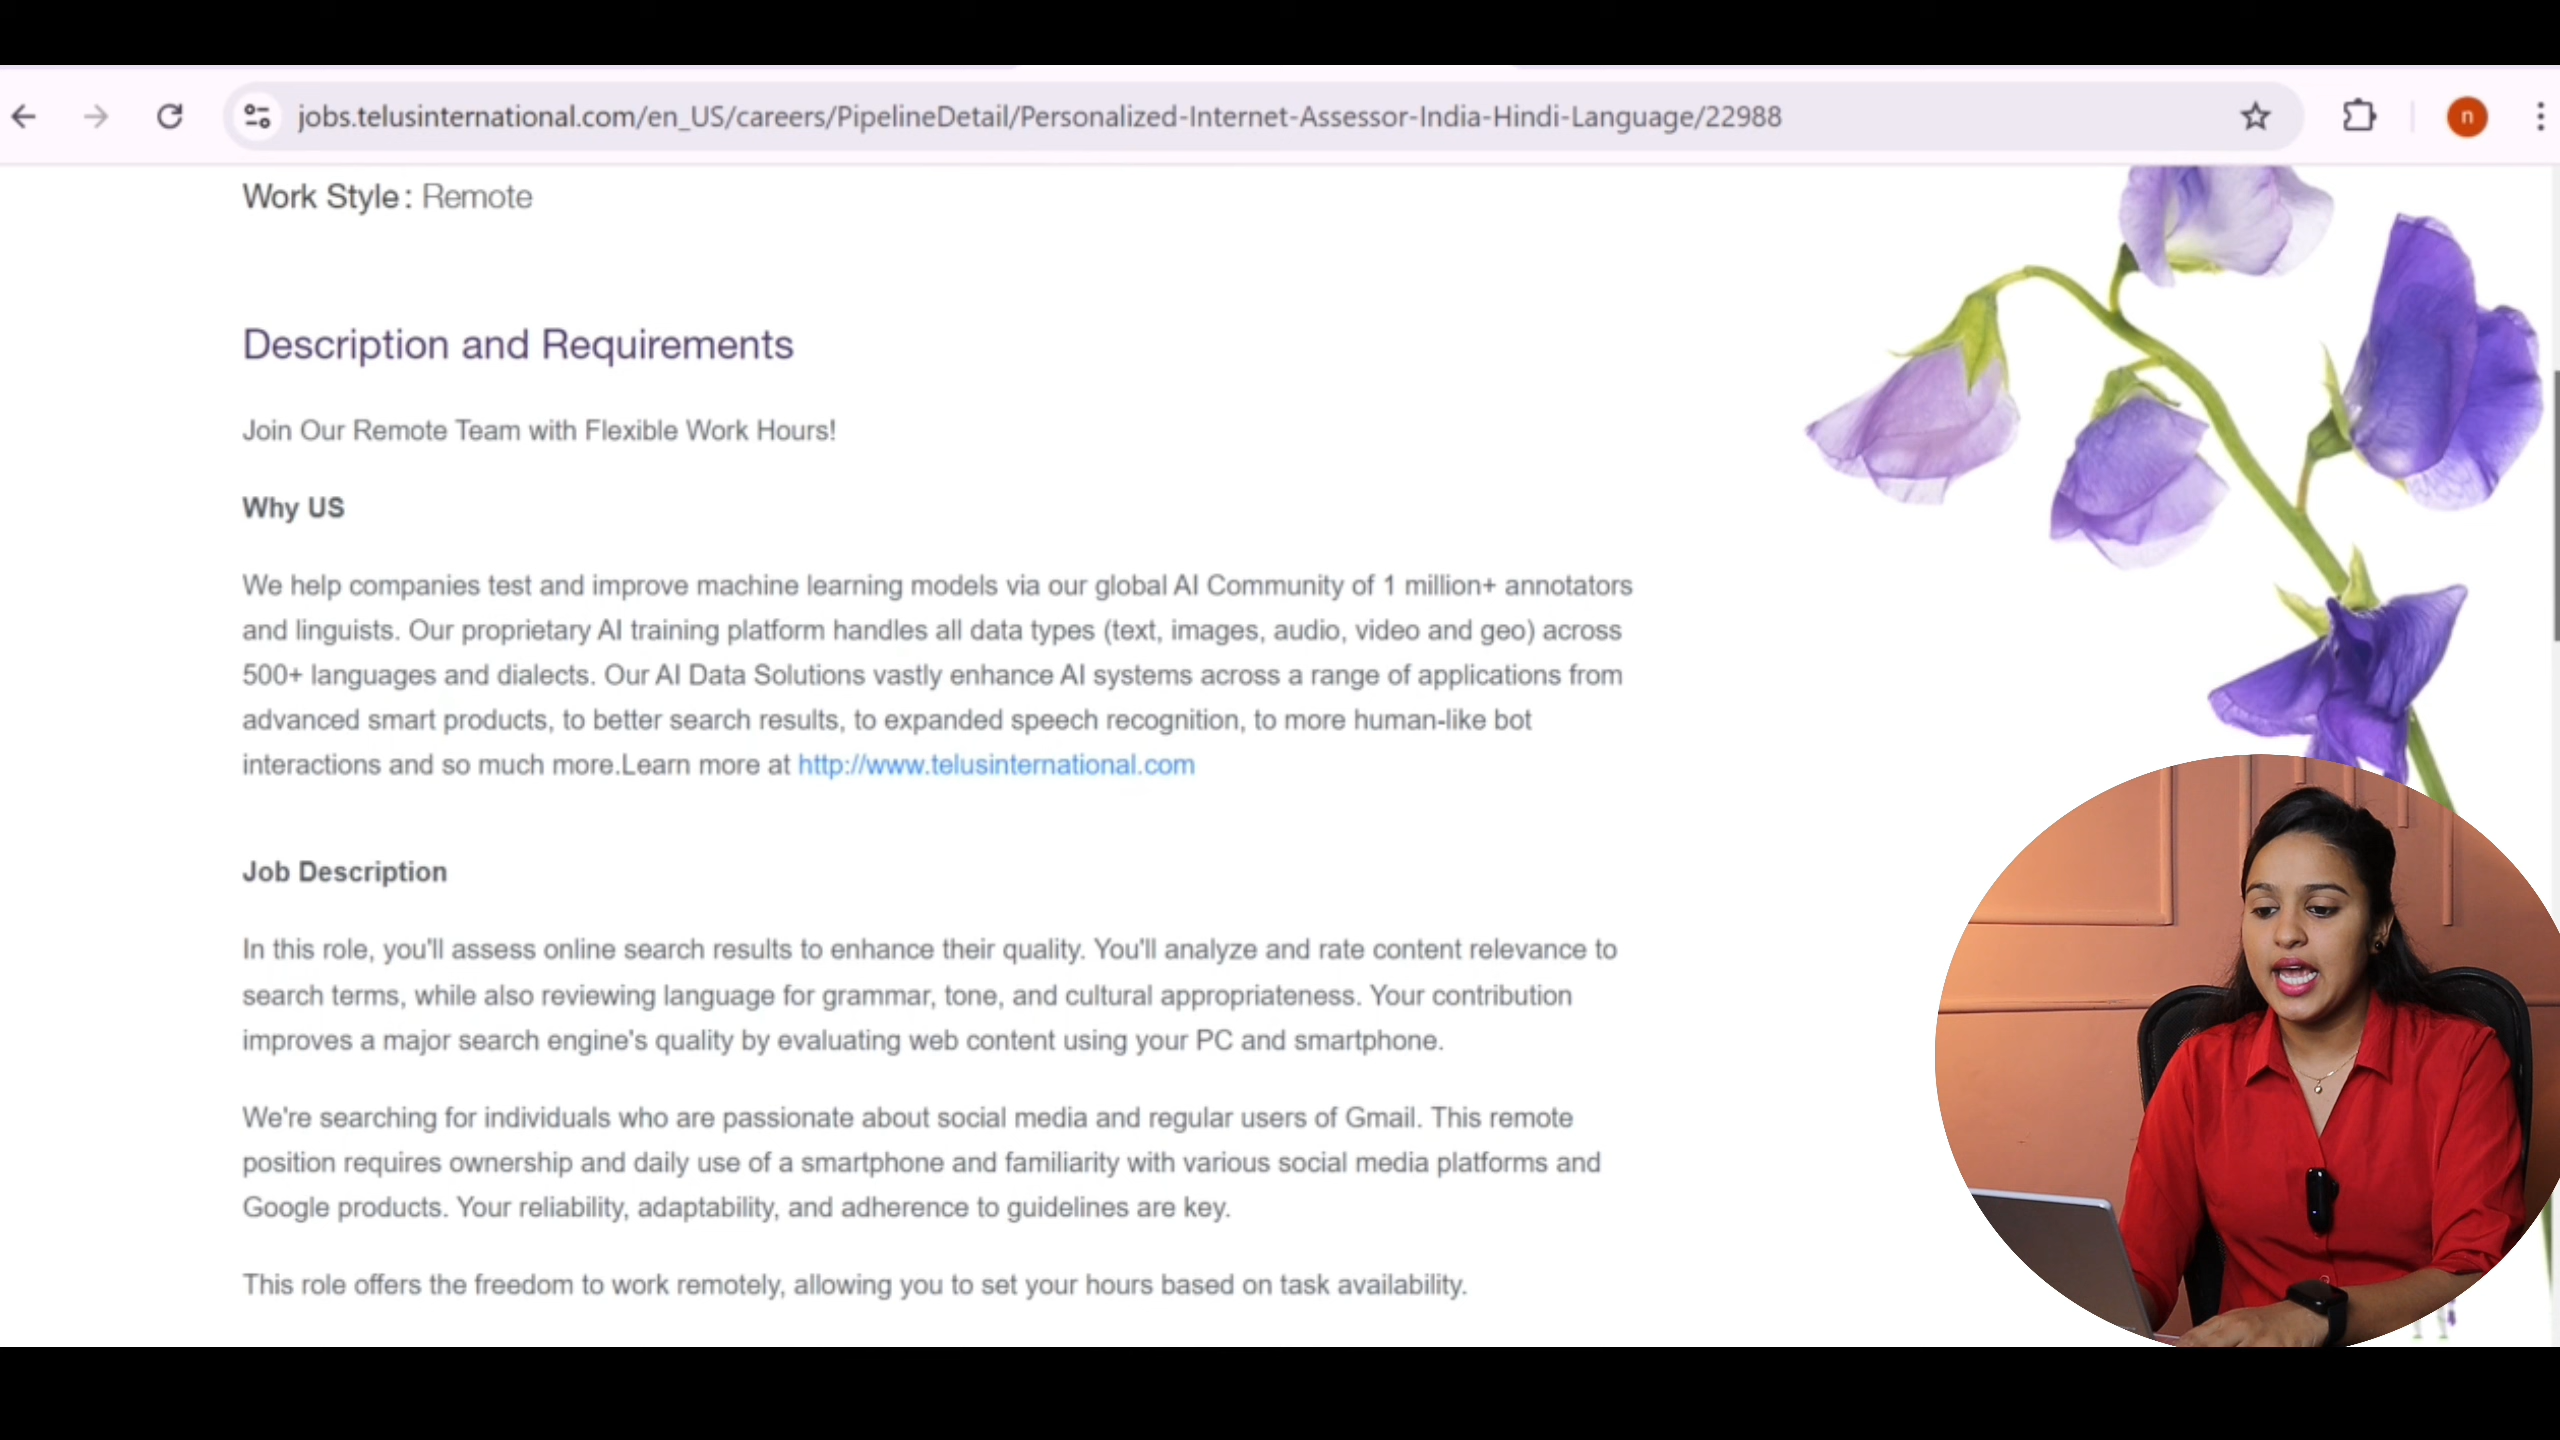 jobs.telusinternational.com/en_US/careers/PipelineDetail/Personalized-Internet-Assessor-India-Hindi-Language/22988
n
Work Style: Remote
Description and Requirements
Join Our Remote Team with Flexible Work Hours!
Why US
We help companies test and improve machine learning models via our global AI Community of 1 million+ annotators
and linguists. Our proprietary AI training platform handles all data types (text, images, audio, video and geo) across
500+ languages and dialects. Our AI Data Solutions vastly enhance AI systems across a range of applications from
advanced smart products, to better search results, to expanded speech recognition, to more human-like bot
interactions and so much more.Learn more at http://www.telusinternational.com
Job Description
In this role, you'll assess online search results to enhance their quality. You'll analyze and rate content relevance to
search terms, while also reviewing language for grammar, tone, and cultural appropriateness. Your contribution
improves a major search engine's quality by evaluating web content using your PC and smartphone.
We're searching for individuals who are passionate about social media and regular users of Gmail. This remote
position requires ownership and daily use of a smartphone and familiarity with various social media platforms and
Google products. Your reliability, adaptability, and adherence to guidelines are key.
This role offers the freedom to work remotely, allowing you to set your hours based on task availability.